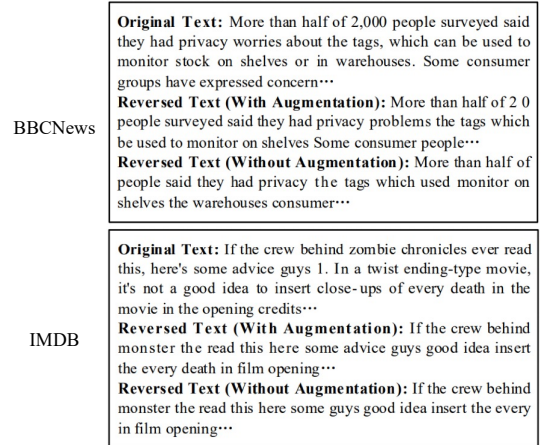 BBCNews
Original Text: More than half of 2,000 people surveyed said
they had privacy worries about the tags, which can be used to
monitor stock on shelves or in warehouses. Some consumer
groups have expressed concern⋯
Reversed Text (With Augmentation): More than half of 2 0
people surveyed said they had privacy problems the tags which
be used to monitor on shelves Some consumer people⋯
Reversed Text (Without Augmentation): More than half of
people said they had privacy the tags which used monitor on
shelves the warehouses consumer⋯
IMDB
Original Text: If the crew behind zombie chronicles ever read
this, here's some advice guys 1. In a twist ending-type movie,
it's not a good idea to insert close-ups of every death in the
movie in the opening credits⋯
Reversed Text (With Augmentation): If the crew behind
monster the read this here some advice guys good idea insert
the every death in film opening⋯
Reversed Text (Without Augmentation): If the crew behind
monster the read this here some guys good idea insert the every
in film opening⋯